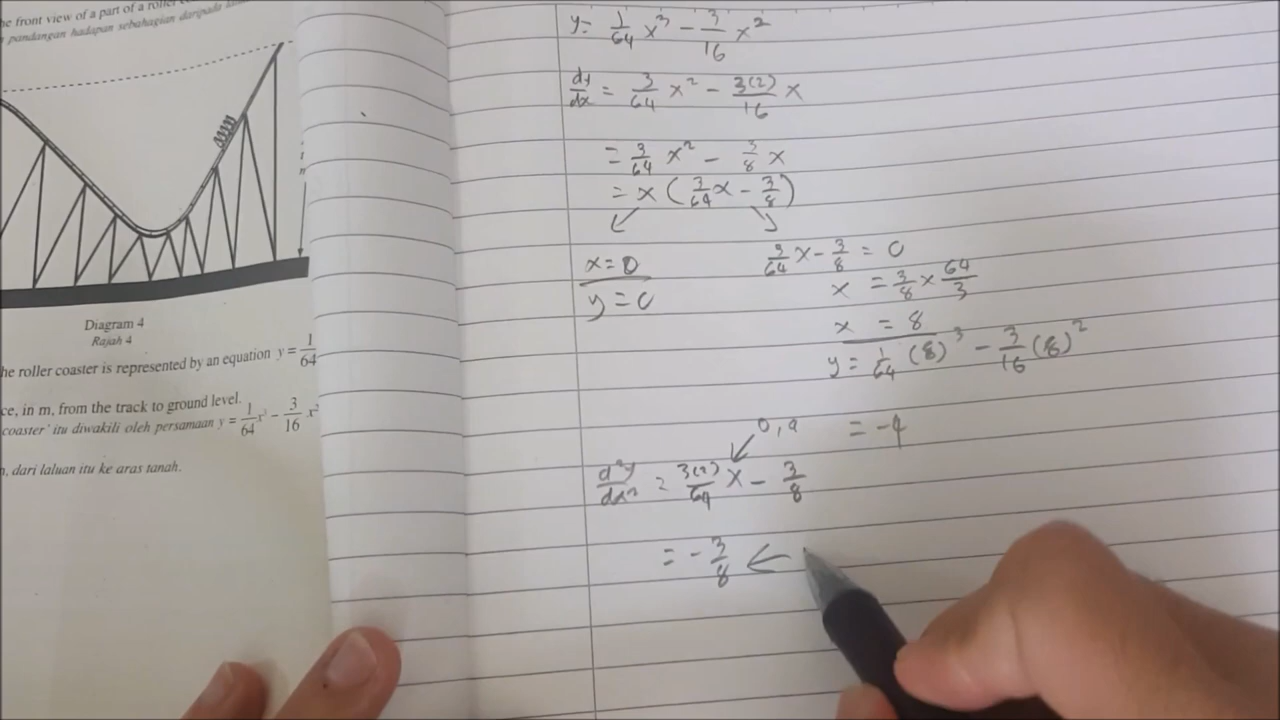 he front view of a part of a roller
pandangan hadapan sebahagian daripada
Diagram 4
Rajah 4
he roller coaster is represented by an equation y = 1/64
ce, in m, from the track to ground level.
coaster' itu diwakili oleh persamaan y = 1/64 x³ − 3/16 x²
, dari laluan itu ke aras tanah.
y = 1/64 x³ − 3/16 x²
dy/dx = 3/64 x² − 3(2)/16 x
= 3/64 x² − 3/8 x
= x (3/64 x − 3/8)
x = 0
y = 0
3/64 x − 3/8 = 0
x = 3/8 × 64/3
x = 8
y = 1/64 (8)³ − 3/16 (8)²
= −4
0, 9
d²y/dx² = 3(2)/64 x − 3/8
= − 3/8